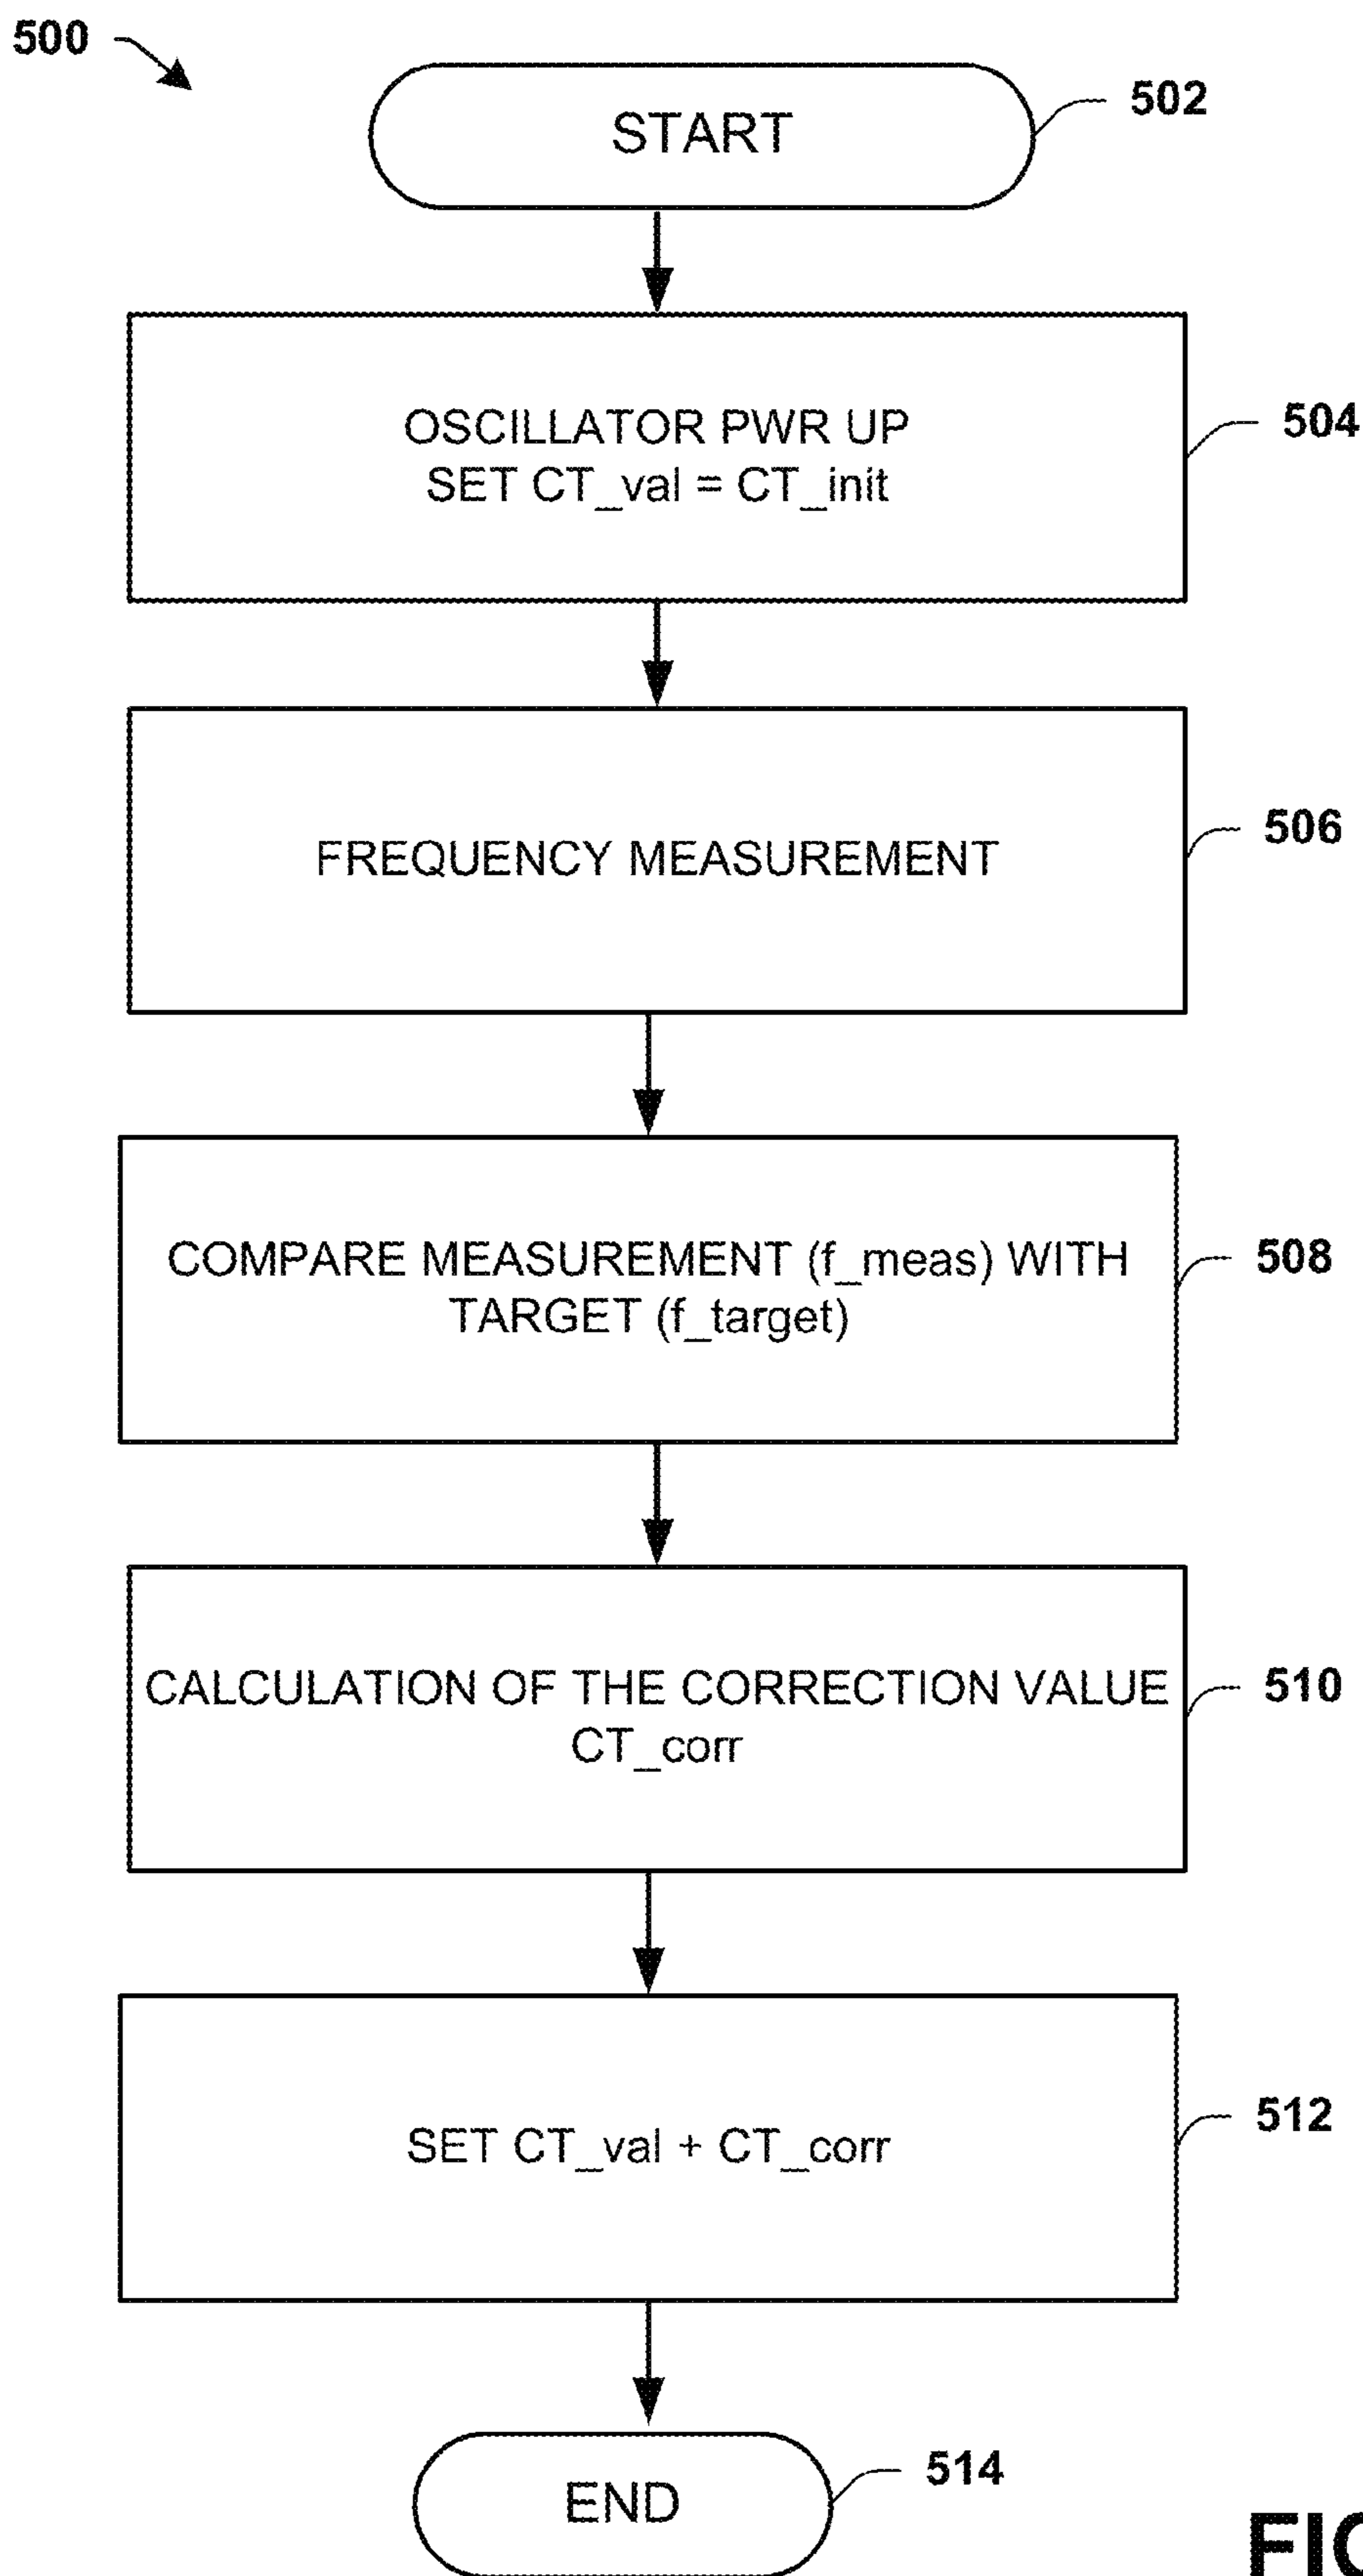 500
START
502
OSCILLATOR PWR UP
SET CT_val = CT_init
504
FREQUENCY MEASUREMENT
506
COMPARE MEASUREMENT (f_meas) WITH
TARGET (f_target)
508
CALCULATION OF THE CORRECTION VALUE
CT_corr
510
SET CT_val + CT_corr
512
END
514